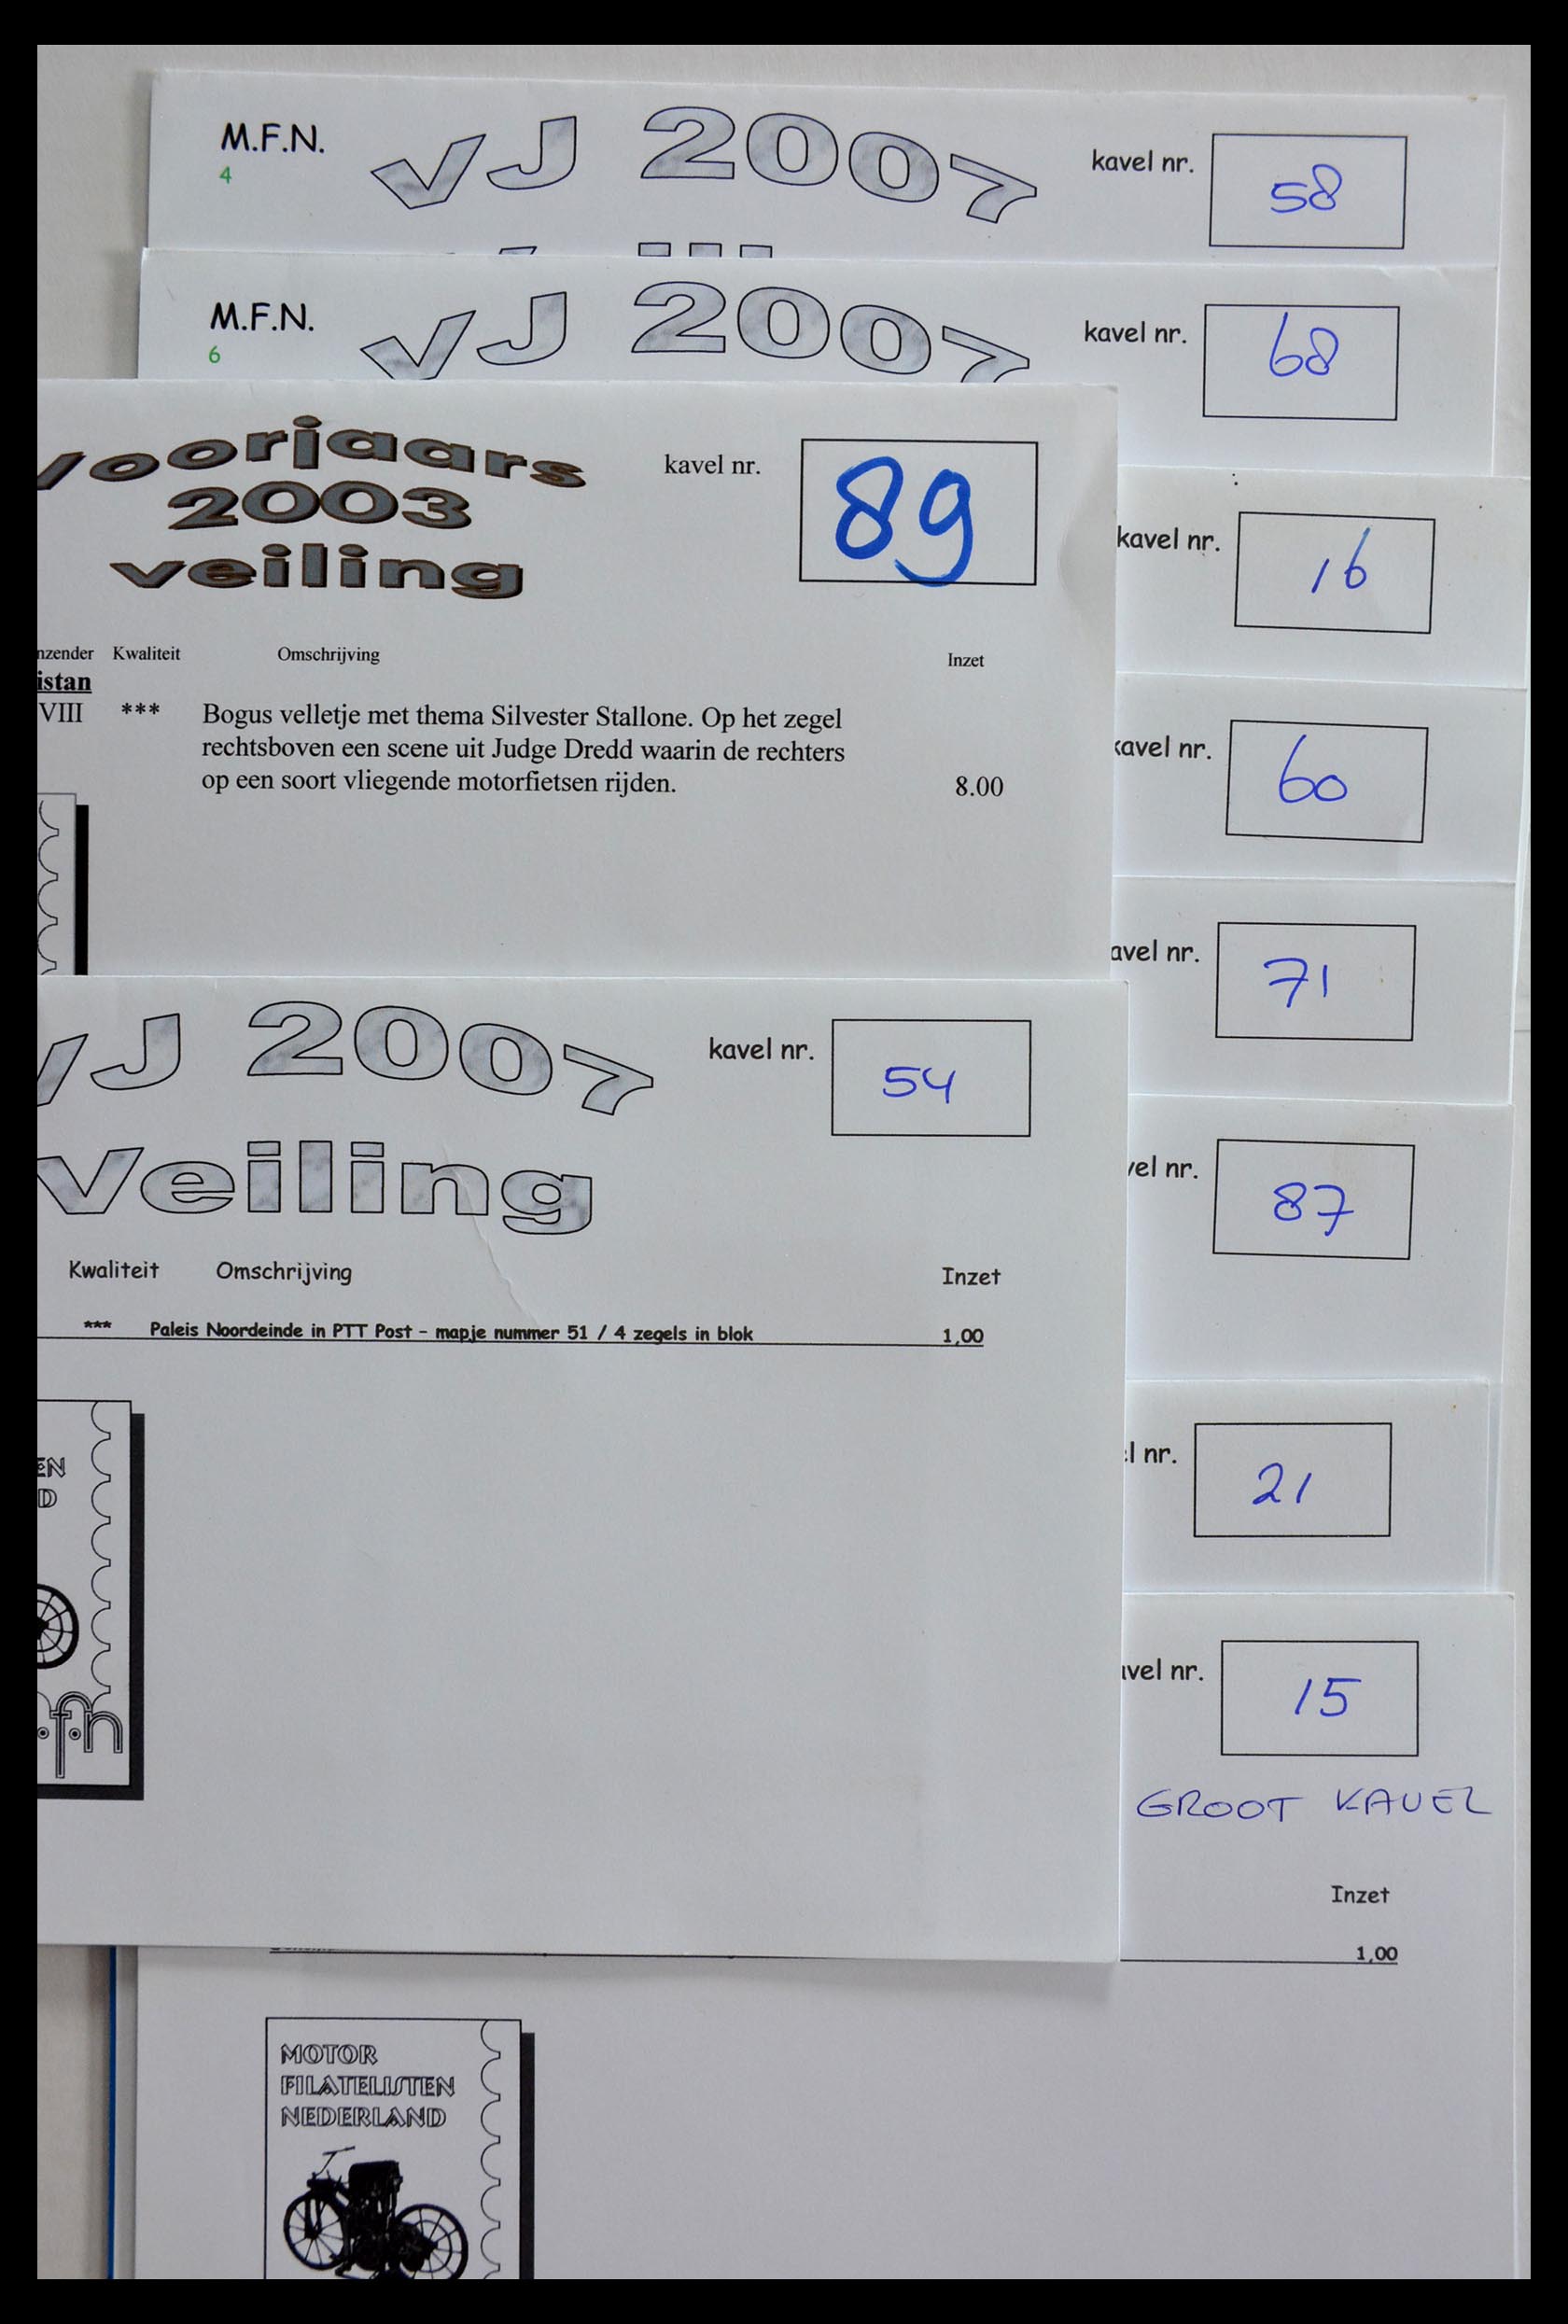 M.F.N.
4
VJ 2007
kavel nr.
58
M.F.N.
6
VJ 2007
kavel nr.
68
Voorjaars
2003
veiling
kavel nr.
89
nzender Kwaliteit Omschrijving Inzet
istan
VIII *** Bogus velletje met thema Silvester Stallone. Op het zegel
rechtsboven een scene uit Judge Dredd waarin de rechters
op een soort vliegende motorfietsen rijden. 8.00
kavel nr.
16
kavel nr.
60
avel nr.
71
vel nr.
87
l nr.
21
VJ 2007
Veiling
kavel nr.
54
Kwaliteit Omschrijving Inzet
*** Paleis Noordeinde in PTT Post - mapje nummer 51 / 4 zegels in blok 1,00
EN
D
.f.n
avel nr.
15
GROOT KAVEL
Inzet
1,00
MOTOR
FILATELISTEN
NEDERLAND